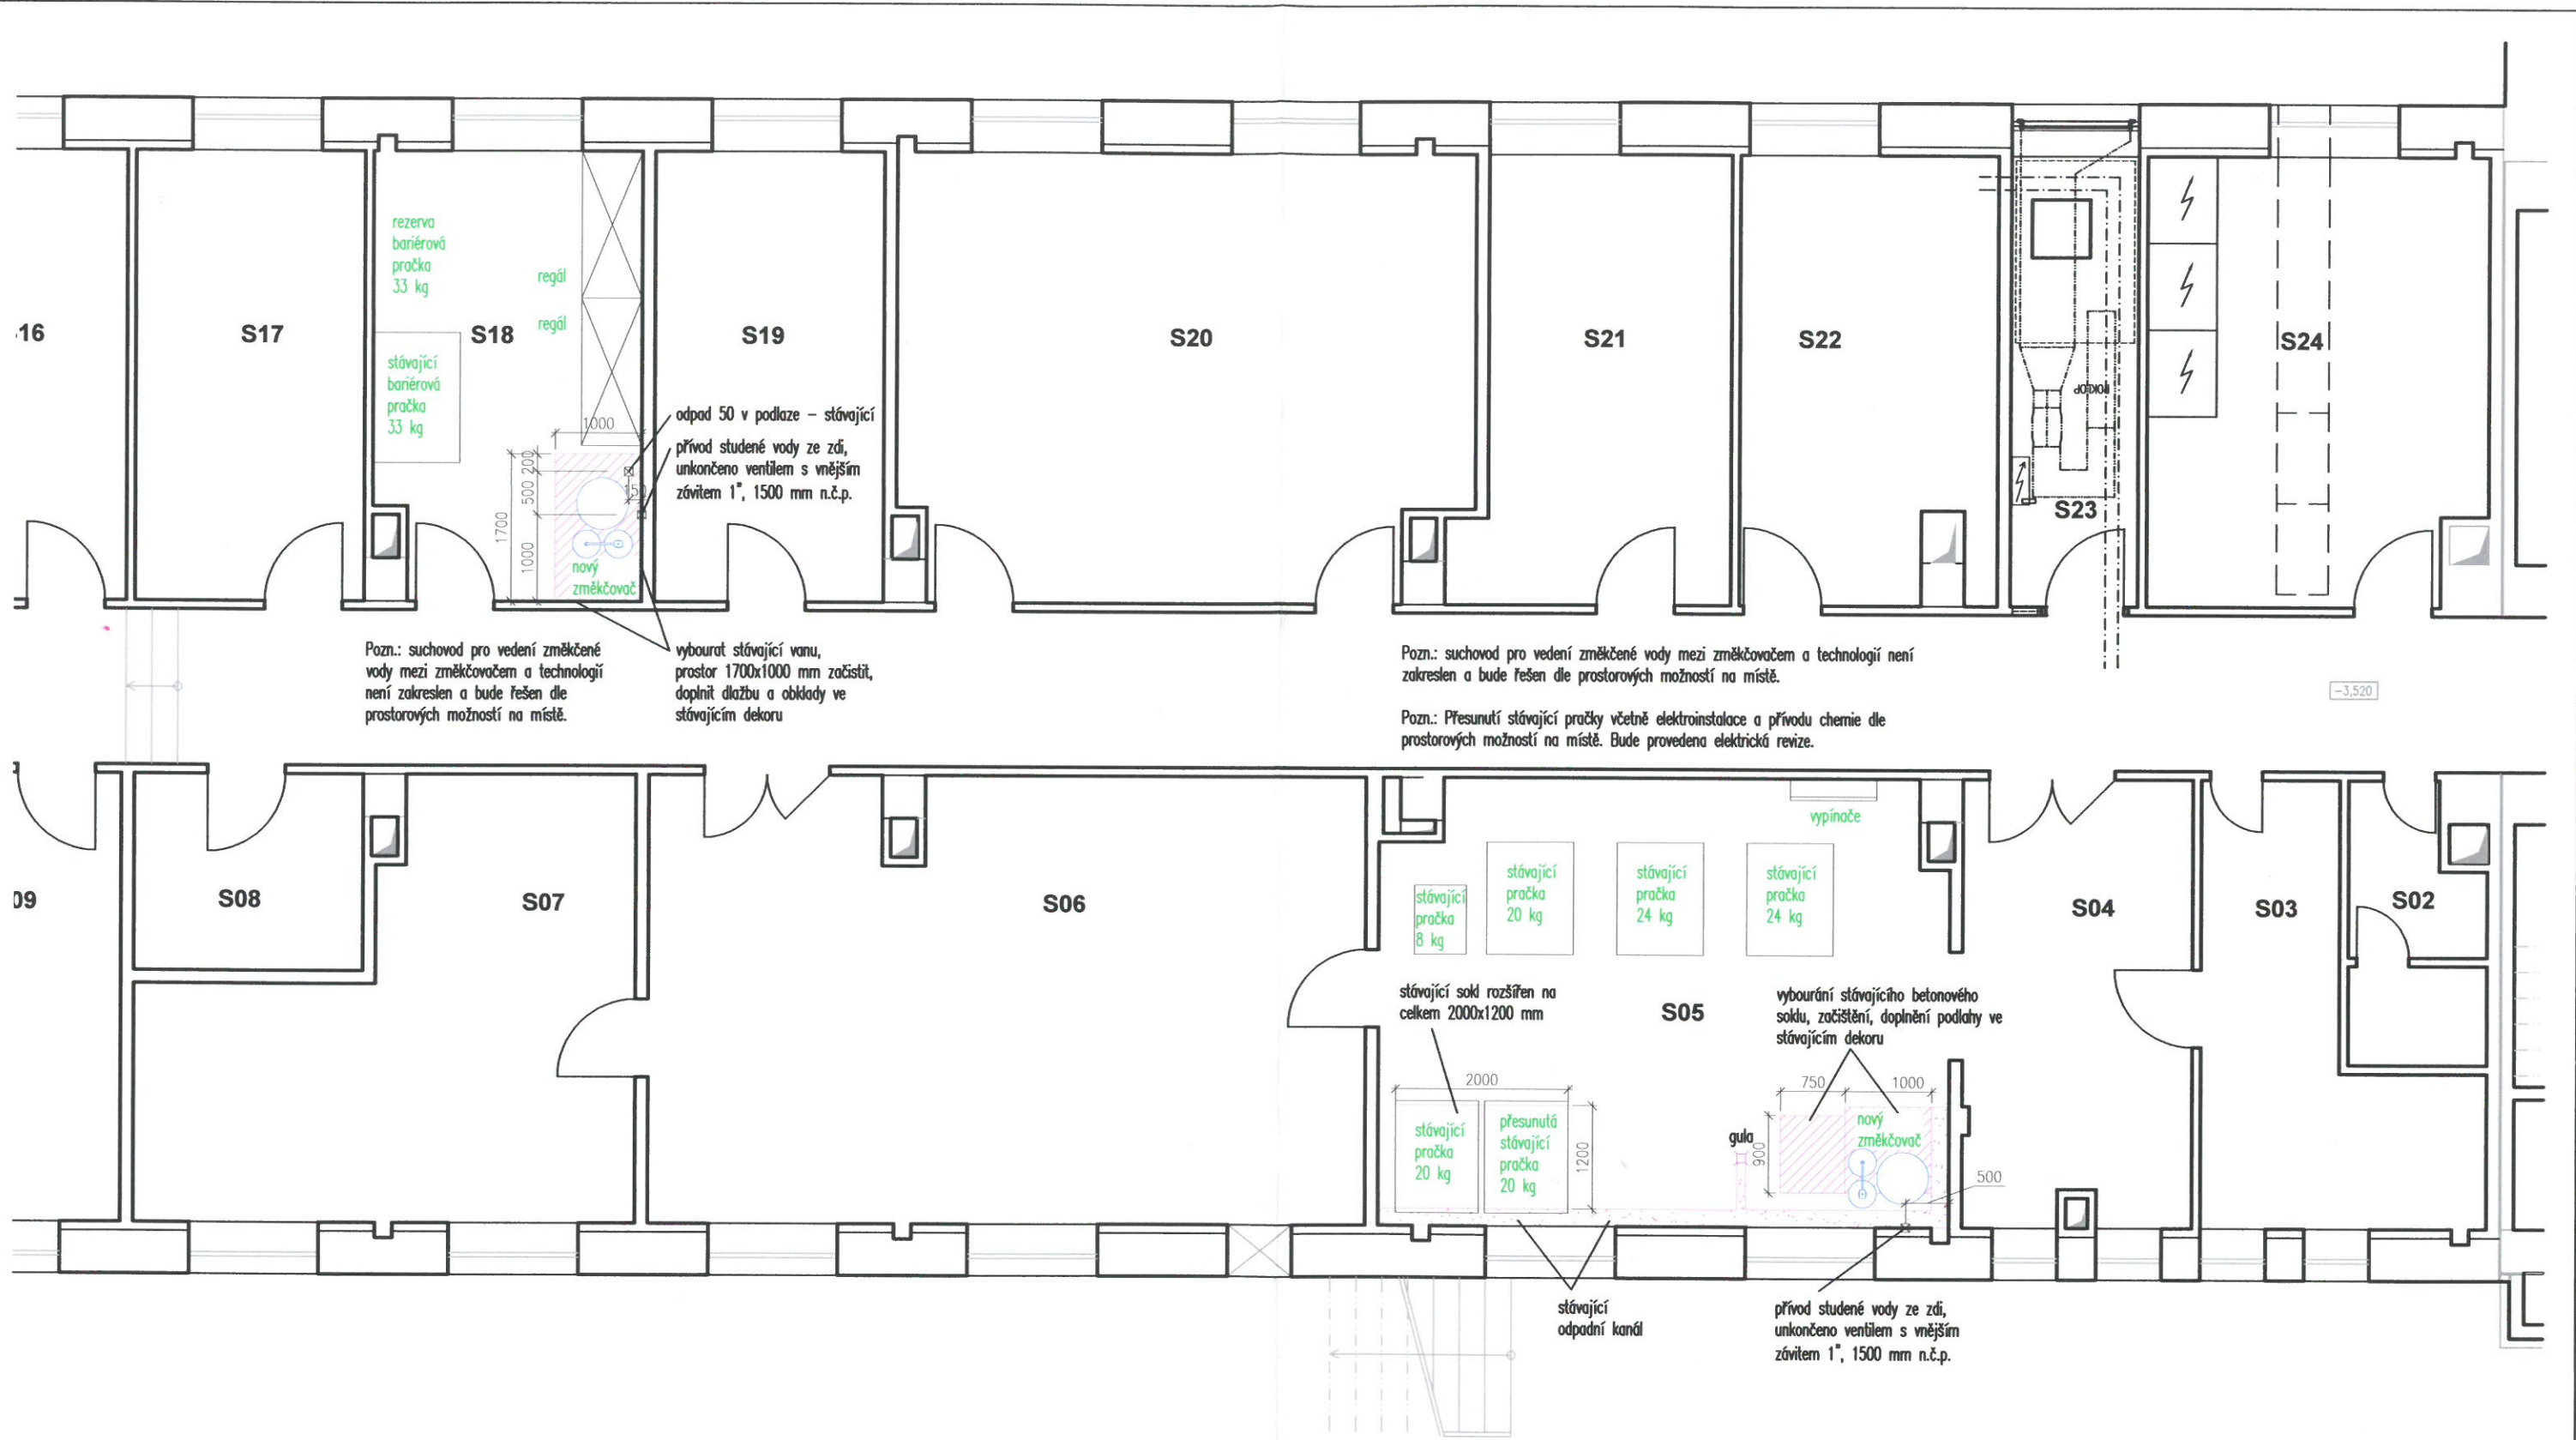 rezerva
bariérová
pračka
33 kg
regál
regál
16
S17
S18
S19
S20
S21
S22
S23
S24
stávající
bariérová
pračka
33 kg
1000
200
500
150
1700
1000
odpad 50 v podlaze – stávající
přívod studené vody ze zdi,
unkončeno ventilem s vnějším
závitem 1", 1500 mm n.č.p.
nový
změkčovač
Pozn.: suchovod pro vedení změkčené
vody mezi změkčovačem a technologií
není zakreslen a bude řešen dle
prostorových možností na místě.
vybourat stávající vanu,
prostor 1700x1000 mm začistit,
doplnit dlažbu a obklady ve
stávajícím dekoru
Pozn.: suchovod pro vedení změkčené vody mezi změkčovačem a technologií není
zakreslen a bude řešen dle prostorových možností na místě.
Pozn.: Přesunutí stávající pračky včetně elektroinstalace a přívodu chemie dle
prostorových možností na místě. Bude provedena elektrická revize.
-3,520
vypínače
09
S08
S07
S06
S05
S04
S03
S02
stávající
pračka
8 kg
stávající
pračka
20 kg
stávající
pračka
24 kg
stávající
pračka
24 kg
stávající sokl rozšířen na
celkem 2000x1200 mm
vybourání stávajícího betonového
soklu, začištění, doplnění podlahy ve
stávajícím dekoru
2000
750
1000
stávající
pračka
20 kg
přesunutá
stávající
pračka
20 kg
1200
gula
900
nový
změkčovač
500
stávající
odpadní kanál
přívod studené vody ze zdi,
unkončeno ventilem s vnějším
závitem 1", 1500 mm n.č.p.